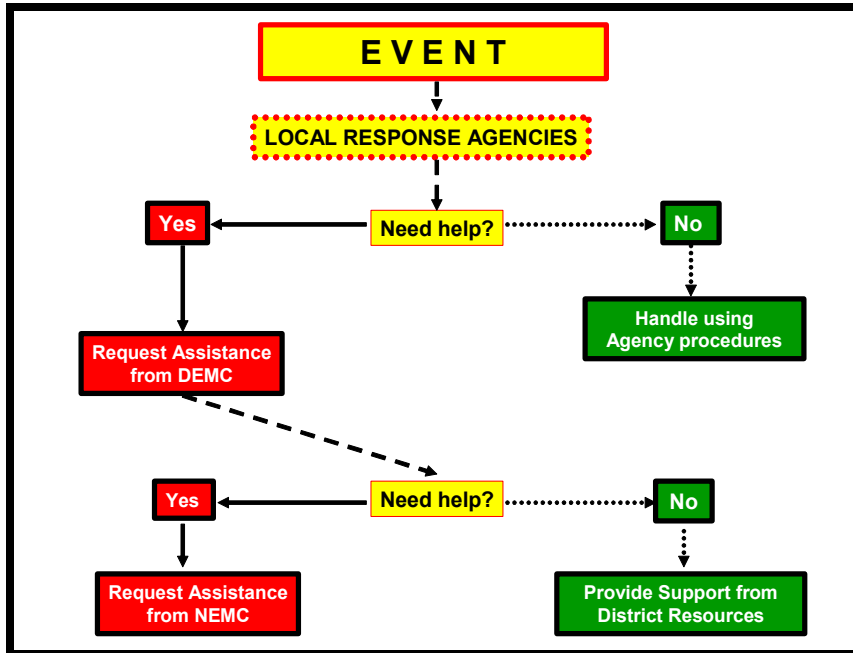 E V E N T
LOCAL RESPONSE AGENCIES
Yes
Need help?
No
Handle using
Agency procedures
Request Assistance
from DEMC
Yes
Need help?
No
Request Assistance
from NEMC
Provide Support from
District Resources